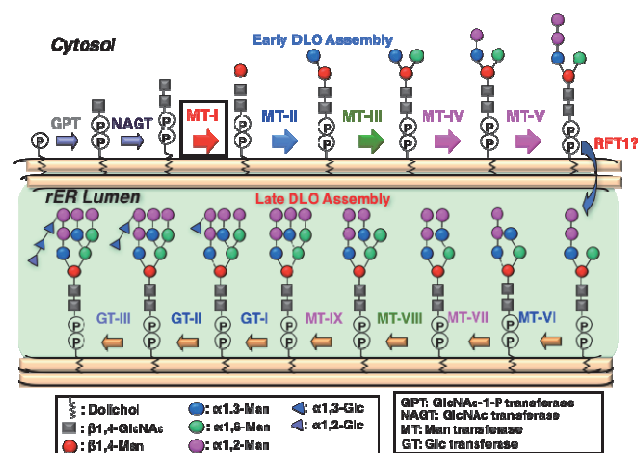 Cytosol
Early DLO Assembly
GPT NAGT MT-I MT-II MT-III MT-IV MT-V
RFT1?
P P P P P P P P P P P P P P P
rER Lumen
Late DLO Assembly
GT-III GT-II GT-I MT-IX MT-VIII MT-VII MT-VI
P P P P P P P P
P P P P P P P P
: Dolichol
: β1,4-GlcNAc
: β1,4-Man
: α1,3-Man
: α1,6-Man
: α1,2-Man
: α1,3-Glc
: α1,2-Glc
GPT: GlcNAc-1-P transferase
NAGT: GlcNAc transferase
MT: Man transferase
GT: Glc transferase